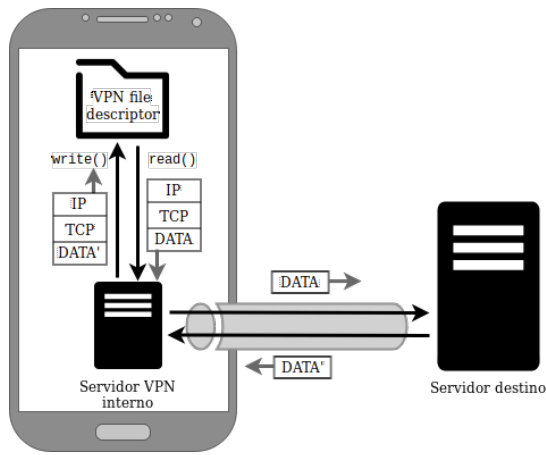 VPN file
descriptor
write()
read()
IP
TCP
DATA'
IP
TCP
DATA
DATA
DATA'
Servidor VPN
interno
Servidor destino